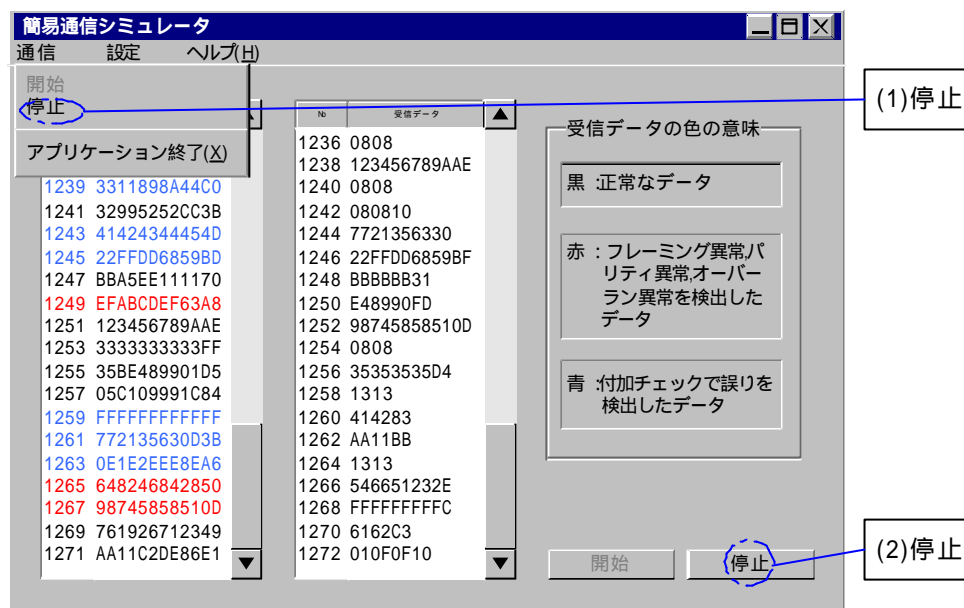 簡易通信シミュレータ
通信 設定 ヘルプ(H)
開始
停止
アプリケーション終了(X)
(1)停止
1239 3311898A44C0
1241 32995252CC3B
1243 41424344454D
1245 22FFDD6859BD
1247 BBA5EE111170
1249 EFABCDEF63A8
1251 123456789AAE
1253 3333333333FF
1255 35BE489901D5
1257 05C109991C84
1259 FFFFFFFFFFFF
1261 772135630D3B
1263 0E1E2EEE8EA6
1265 648246842850
1267 98745858510D
1269 761926712349
1271 AA11C2DE86E1
No 受信データ
1236 0808
1238 123456789AAE
1240 0808
1242 080810
1244 7721356330
1246 22FFDD6859BF
1248 BBBBBB31
1250 E48990FD
1252 98745858510D
1254 0808
1256 35353535D4
1258 1313
1260 414283
1262 AA11BB
1264 1313
1266 546651232E
1268 FFFFFFFFFC
1270 6162C3
1272 010F0F10
受信データの色の意味
黒 :正常なデータ
赤 : フレーミング異常,パ
リティ異常,オーバー
ラン異常を検出した
データ
青 :付加チェックで誤りを
検出したデータ
開始 停止
(2)停止